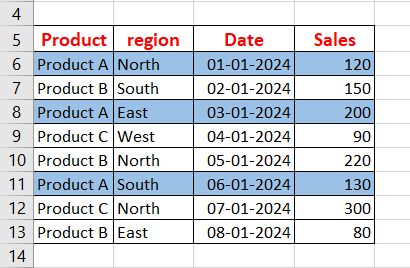 4
5 Product region Date Sales
6 Product A North 01-01-2024 120
7 Product B South 02-01-2024 150
8 Product A East 03-01-2024 200
9 Product C West 04-01-2024 90
10 Product B North 05-01-2024 220
11 Product A South 06-01-2024 130
12 Product C North 07-01-2024 300
13 Product B East 08-01-2024 80
14